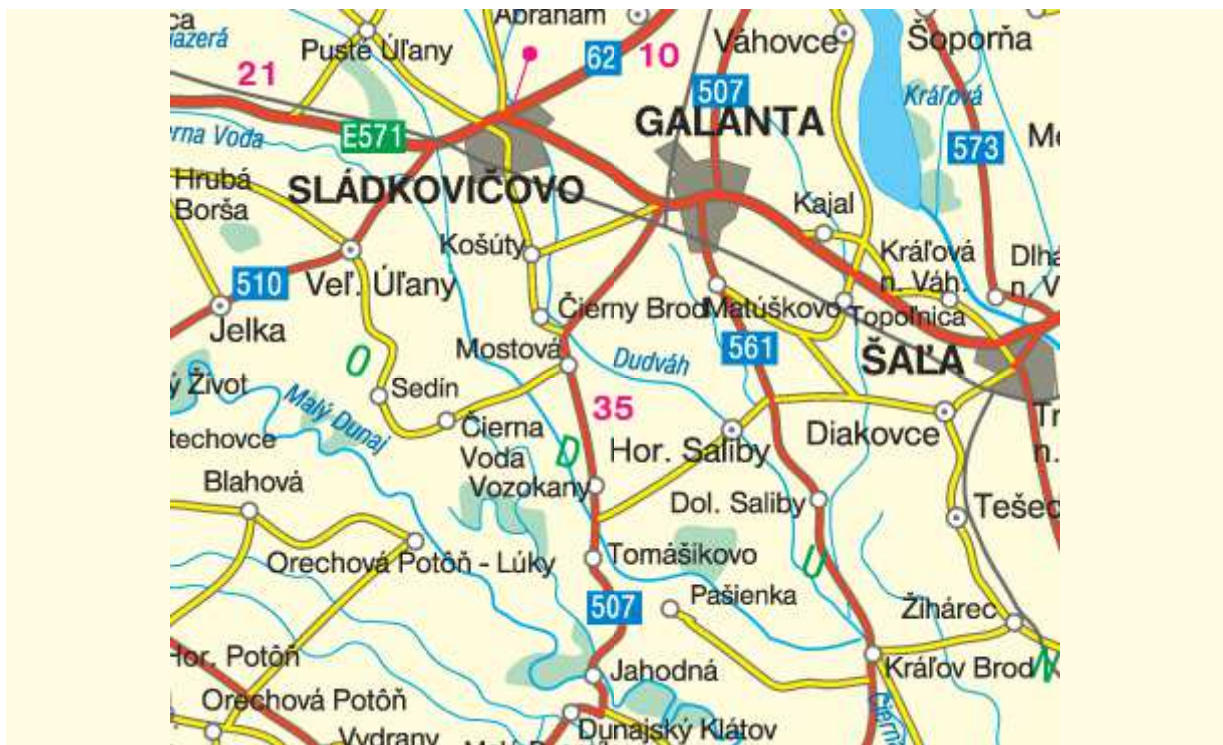 Abrahám
Pusté Úľany
jazerá
21
62
10
Váhovce
Šoporňa
507
Kráľová
GALANTA
E571
573
SLÁDKOVIČOVO
Hrubá
Borša
Kajal
Košúty
Kráľová
n. Váh.
510
Veľ. Úľany
Čierny Brod
Matúškovo
Topoľnica
Jelka
Mostová
Dudváh
561
ŠAĽA
O
Sedín
Malý Dunaj
35
Čierna
Voda
D
Hor. Saliby
Diakovce
Blahová
Vozokany
Dol. Saliby
Orechová Potôň - Lúky
Tomášikovo
U
507
Pašienka
Žihárec
Hor. Potôň
Jahodná
Kráľov Brod
N
Orechová Potôň
Dunajský Klátov
Vydrany